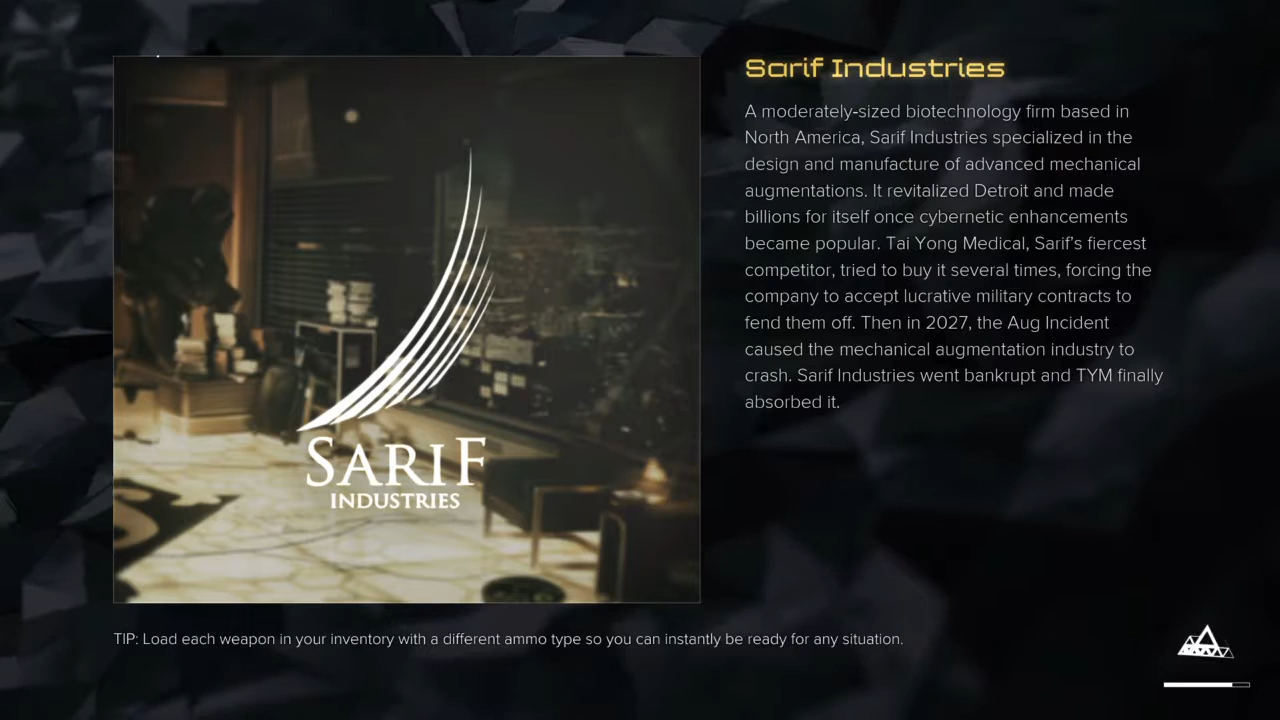 Sarif Industries
A moderately-sized biotechnology firm based in
North America, Sarif Industries specialized in the
design and manufacture of advanced mechanical
augmentations. It revitalized Detroit and made
billions for itself once cybernetic enhancements
became popular. Tai Yong Medical, Sarif's fiercest
competitor, tried to buy it several times, forcing the
company to accept lucrative military contracts to
fend them off. Then in 2027, the Aug Incident
caused the mechanical augmentation industry to
crash. Sarif Industries went bankrupt and TYM finally
absorbed it.
SARIF
INDUSTRIES
TIP: Load each weapon in your inventory with a different ammo type so you can instantly be ready for any situation.